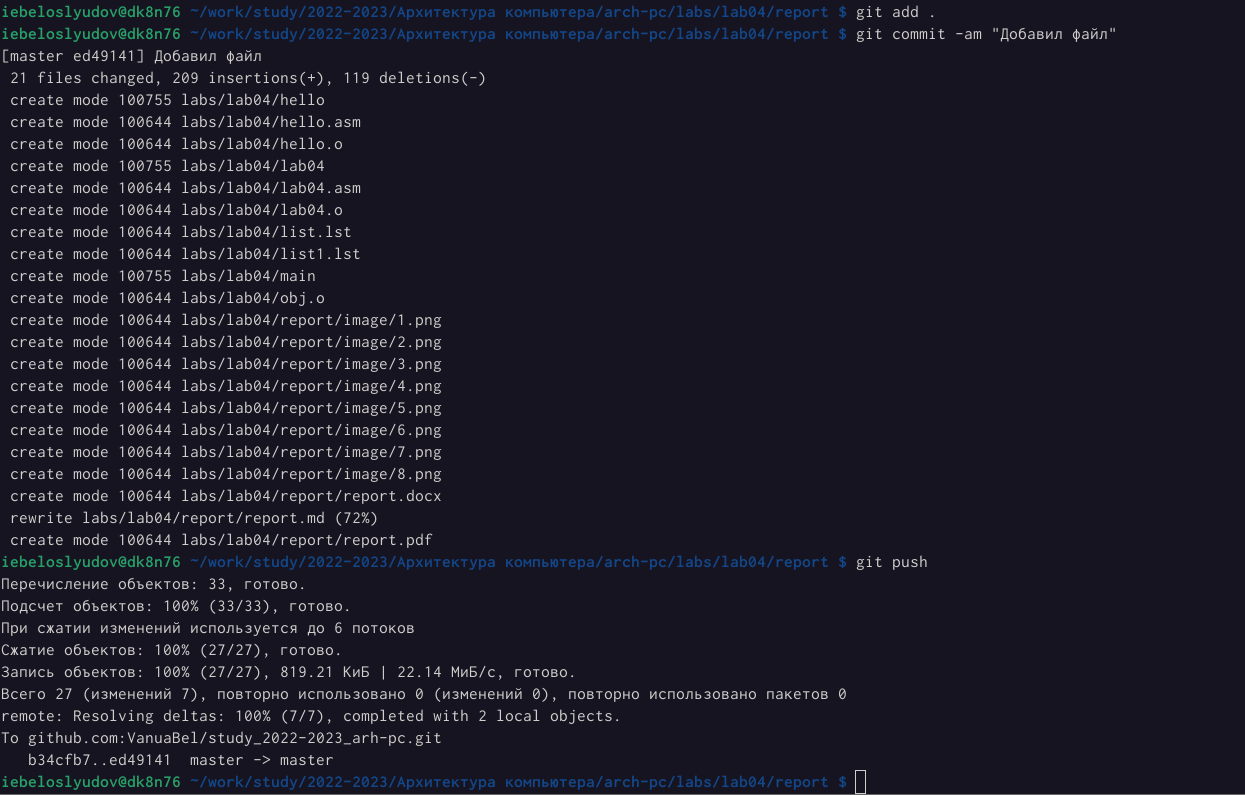 iebeloslyudov@dk8n76 ~/work/study/2022-2023/Архитектура компьютера/arch-pc/labs/lab04/report $ git add .
iebeloslyudov@dk8n76 ~/work/study/2022-2023/Архитектура компьютера/arch-pc/labs/lab04/report $ git commit -am "Добавил файл"
[master ed49141] Добавил файл
 21 files changed, 209 insertions(+), 119 deletions(-)
 create mode 100755 labs/lab04/hello
 create mode 100644 labs/lab04/hello.asm
 create mode 100644 labs/lab04/hello.o
 create mode 100755 labs/lab04/lab04
 create mode 100644 labs/lab04/lab04.asm
 create mode 100644 labs/lab04/lab04.o
 create mode 100644 labs/lab04/list.lst
 create mode 100644 labs/lab04/list1.lst
 create mode 100755 labs/lab04/main
 create mode 100644 labs/lab04/obj.o
 create mode 100644 labs/lab04/report/image/1.png
 create mode 100644 labs/lab04/report/image/2.png
 create mode 100644 labs/lab04/report/image/3.png
 create mode 100644 labs/lab04/report/image/4.png
 create mode 100644 labs/lab04/report/image/5.png
 create mode 100644 labs/lab04/report/image/6.png
 create mode 100644 labs/lab04/report/image/7.png
 create mode 100644 labs/lab04/report/image/8.png
 create mode 100644 labs/lab04/report/report.docx
 rewrite labs/lab04/report/report.md (72%)
 create mode 100644 labs/lab04/report/report.pdf
iebeloslyudov@dk8n76 ~/work/study/2022-2023/Архитектура компьютера/arch-pc/labs/lab04/report $ git push
Перечисление объектов: 33, готово.
Подсчет объектов: 100% (33/33), готово.
При сжатии изменений используется до 6 потоков
Сжатие объектов: 100% (27/27), готово.
Запись объектов: 100% (27/27), 819.21 КиБ | 22.14 МиБ/с, готово.
Всего 27 (изменений 7), повторно использовано 0 (изменений 0), повторно использовано пакетов 0
remote: Resolving deltas: 100% (7/7), completed with 2 local objects.
To github.com:VanuaBel/study_2022-2023_arh-pc.git
   b34cfb7..ed49141  master -> master
iebeloslyudov@dk8n76 ~/work/study/2022-2023/Архитектура компьютера/arch-pc/labs/lab04/report $